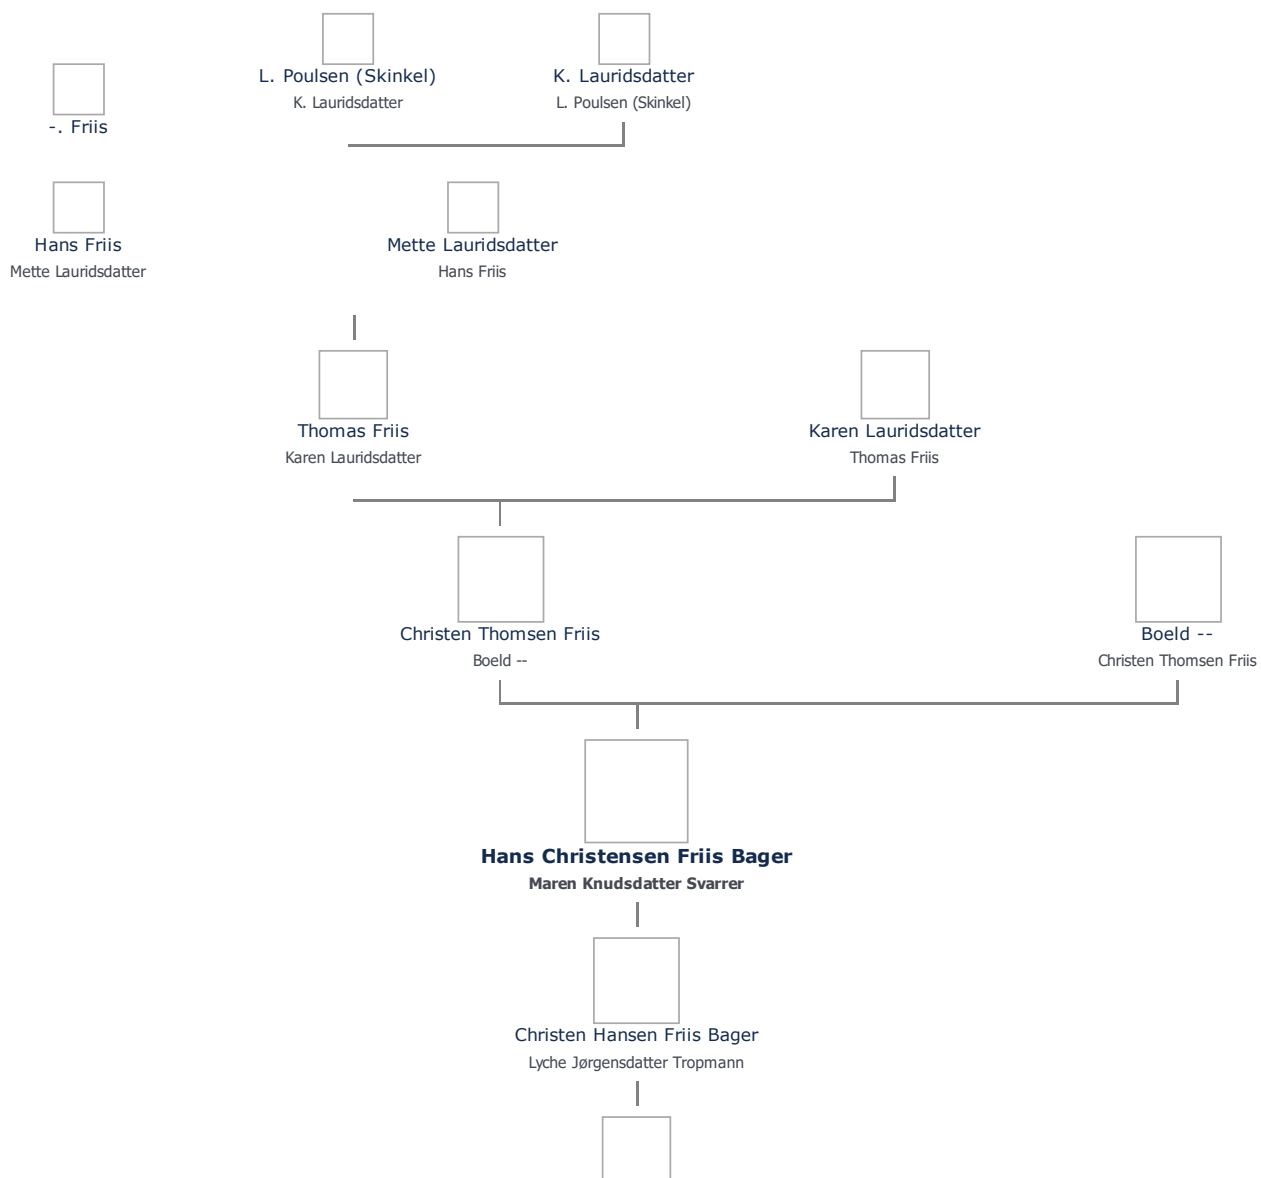 L. Poulsen (Skinkel)
K. Lauridsdatter
K. Lauridsdatter
L. Poulsen (Skinkel)
-. Friis
Hans Friis
Mette Lauridsdatter
Mette Lauridsdatter
Hans Friis
Thomas Friis
Karen Lauridsdatter
Karen Lauridsdatter
Thomas Friis
Christen Thomsen Friis
Boeld --
Boeld --
Christen Thomsen Friis
Hans Christensen Friis Bager
Maren Knudsdatter Svarrer
Christen Hansen Friis Bager
Lyche Jørgensdatter Tropmann